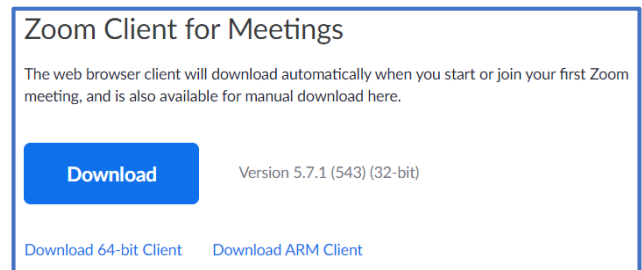 Zoom Client for Meetings
The web browser client will download automatically when you start or join your first Zoom
meeting, and is also available for manual download here.
Download
Version 5.7.1 (543) (32-bit)
Download 64-bit Client
Download ARM Client